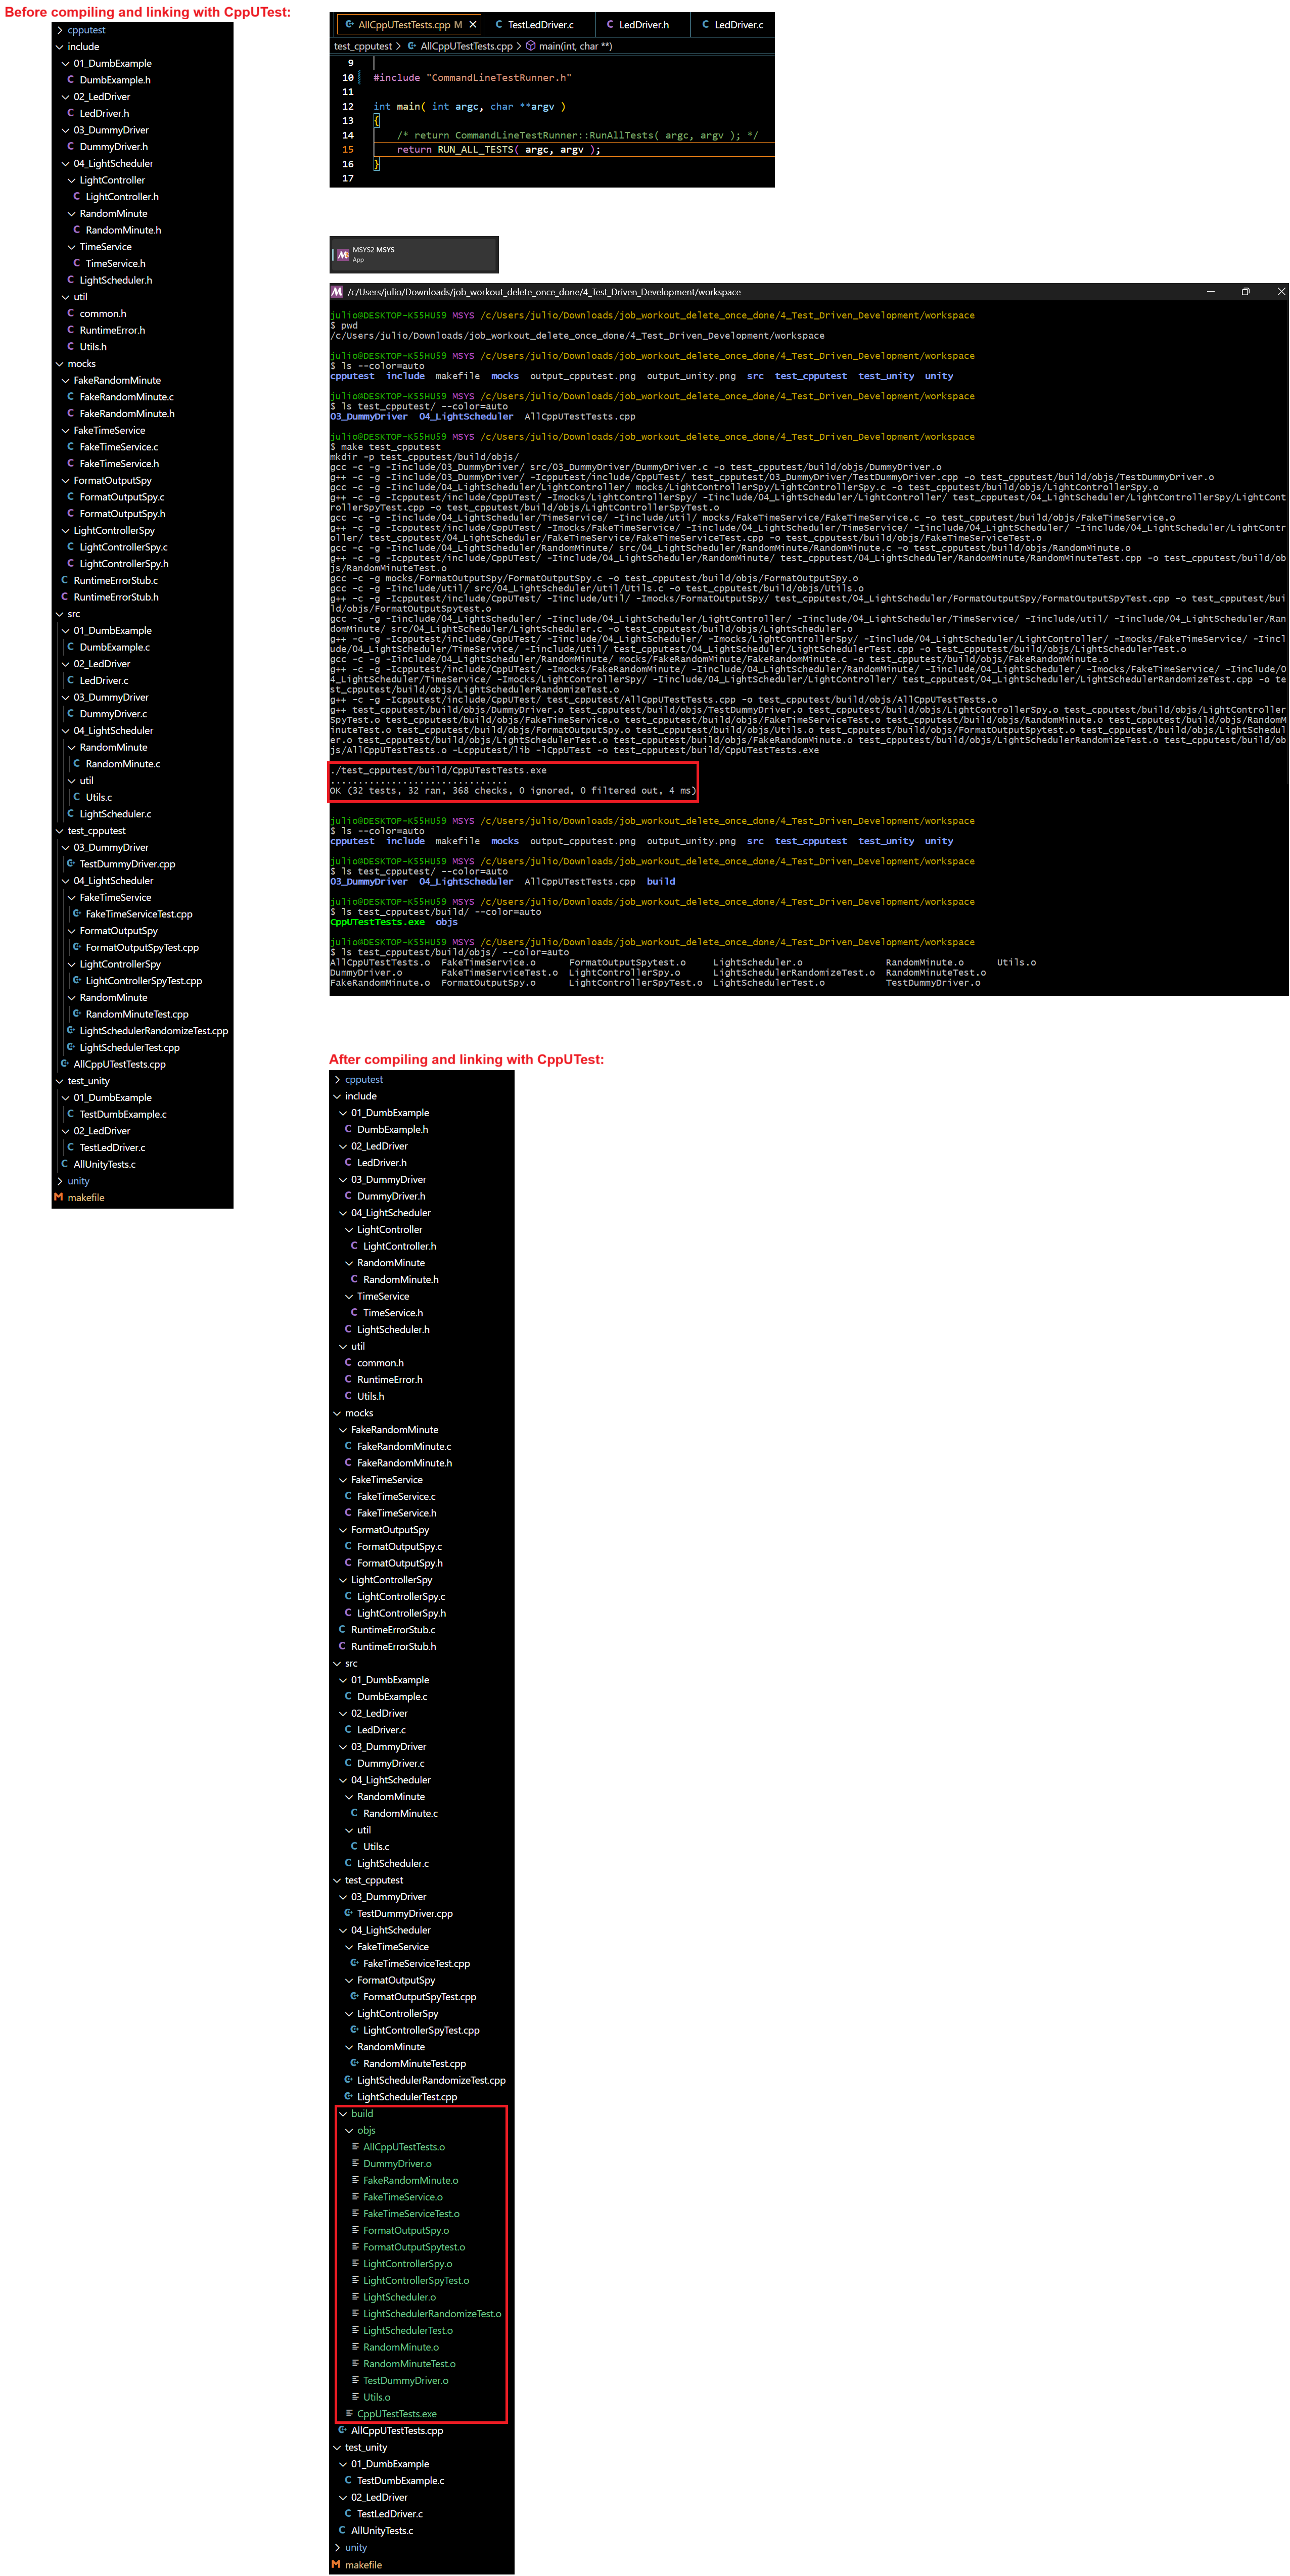 Before compiling and linking with CppUTest:
cpputest
include
01_DumbExample
C DumbExample.h
02_LedDriver
C LedDriver.h
03_DummyDriver
C DummyDriver.h
04_LightScheduler
LightController
C LightController.h
RandomMinute
C RandomMinute.h
TimeService
C TimeService.h
C LightScheduler.h
util
C common.h
C RuntimeError.h
C Utils.h
mocks
FakeRandomMinute
C FakeRandomMinute.c
C FakeRandomMinute.h
FakeTimeService
C FakeTimeService.c
C FakeTimeService.h
FormatOutputSpy
C FormatOutputSpy.c
C FormatOutputSpy.h
LightControllerSpy
C LightControllerSpy.c
C LightControllerSpy.h
C RuntimeErrorStub.c
C RuntimeErrorStub.h
src
01_DumbExample
C DumbExample.c
02_LedDriver
C LedDriver.c
03_DummyDriver
C DummyDriver.c
04_LightScheduler
RandomMinute
C RandomMinute.c
util
C Utils.c
C LightScheduler.c
test_cpputest
03_DummyDriver
TestDummyDriver.cpp
04_LightScheduler
FakeTimeService
FakeTimeServiceTest.cpp
FormatOutputSpy
FormatOutputSpyTest.cpp
LightControllerSpy
LightControllerSpyTest.cpp
RandomMinute
RandomMinuteTest.cpp
LightSchedulerRandomizeTest.cpp
LightSchedulerTest.cpp
AllCppUTestTests.cpp
test_unity
01_DumbExample
C TestDumbExample.c
02_LedDriver
C TestLedDriver.c
C AllUnityTests.c
unity
M makefile
AllCppUTestTests.cpp M C TestLedDriver.c C LedDriver.h C LedDriver.c
test_cpputest > AllCppUTestTests.cpp > main(int, char **)
9
10 #include "CommandLineTestRunner.h"
11
12 int main( int argc, char **argv )
13 {
14 /* return CommandLineTestRunner::RunAllTests( argc, argv ); */
15 return RUN_ALL_TESTS( argc, argv );
16 }
17
MSYS2 MSYS
App
/c/Users/julio/Downloads/job_workout_delete_once_done/4_Test_Driven_Development/workspace
julio@DESKTOP-K55HU59 MSYS /c/Users/julio/Downloads/job_workout_delete_once_done/4_Test_Driven_Development/workspace
$ pwd
/c/Users/julio/Downloads/job_workout_delete_once_done/4_Test_Driven_Development/workspace
julio@DESKTOP-K55HU59 MSYS /c/Users/julio/Downloads/job_workout_delete_once_done/4_Test_Driven_Development/workspace
$ ls --color=auto
cpputest include makefile mocks output_cpputest.png output_unity.png src test_cpputest test_unity unity
julio@DESKTOP-K55HU59 MSYS /c/Users/julio/Downloads/job_workout_delete_once_done/4_Test_Driven_Development/workspace
$ ls test_cpputest/ --color=auto
03_DummyDriver 04_LightScheduler AllCppUTestTests.cpp
julio@DESKTOP-K55HU59 MSYS /c/Users/julio/Downloads/job_workout_delete_once_done/4_Test_Driven_Development/workspace
$ make test_cpputest
mkdir -p test_cpputest/build/objs/
gcc -c -g -Iinclude/03_DummyDriver/ src/03_DummyDriver/DummyDriver.c -o test_cpputest/build/objs/DummyDriver.o
g++ -c -g -Iinclude/03_DummyDriver/ -Icpputest/include/CppUTest/ test_cpputest/03_DummyDriver/TestDummyDriver.cpp -o test_cpputest/build/objs/TestDummyDriver.o
gcc -c -g -Iinclude/04_LightScheduler/LightController/ mocks/LightControllerSpy/LightControllerSpy.c -o test_cpputest/build/objs/LightControllerSpy.o
g++ -c -g -Icpputest/include/CppUTest/ -Imocks/LightControllerSpy/ -Iinclude/04_LightScheduler/LightController/ test_cpputest/04_LightScheduler/LightControllerSpy/LightCont
rollerSpyTest.cpp -o test_cpputest/build/objs/LightControllerSpyTest.o
gcc -c -g -Iinclude/04_LightScheduler/TimeService/ -Iinclude/util/ mocks/FakeTimeService/FakeTimeService.c -o test_cpputest/build/objs/FakeTimeService.o
g++ -c -g -Icpputest/include/CppUTest/ -Imocks/FakeTimeService/ -Iinclude/04_LightScheduler/TimeService/ -Iinclude/04_LightScheduler/ -Iinclude/04_LightScheduler/LightContr
oller/ test_cpputest/04_LightScheduler/FakeTimeService/FakeTimeServiceTest.cpp -o test_cpputest/build/objs/FakeTimeServiceTest.o
gcc -c -g -Iinclude/04_LightScheduler/RandomMinute/ src/04_LightScheduler/RandomMinute/RandomMinute.c -o test_cpputest/build/objs/RandomMinute.o
g++ -c -g -Icpputest/include/CppUTest/ -Iinclude/04_LightScheduler/RandomMinute/ test_cpputest/04_LightScheduler/RandomMinute/RandomMinuteTest.cpp -o test_cpputest/build/ob
js/RandomMinuteTest.o
gcc -c -g mocks/FormatOutputSpy/FormatOutputSpy.c -o test_cpputest/build/objs/FormatOutputSpy.o
gcc -c -g -Iinclude/util/ src/04_LightScheduler/util/Utils.c -o test_cpputest/build/objs/Utils.o
g++ -c -g -Icpputest/include/CppUTest/ -Iinclude/util/ -Imocks/FormatOutputSpy/ test_cpputest/04_LightScheduler/FormatOutputSpy/FormatOutputSpyTest.cpp -o test_cpputest/bui
ld/objs/FormatOutputSpytest.o
gcc -c -g -Iinclude/04_LightScheduler/LightController/ -Iinclude/04_LightScheduler/TimeService/ -Iinclude/util/ -Iinclude/04_LightScheduler/ -Iinclude/04_LightScheduler/Ran
domMinute/ src/04_LightScheduler/LightScheduler.c -o test_cpputest/build/objs/LightScheduler.o
g++ -c -g -Icpputest/include/CppUTest/ -Iinclude/04_LightScheduler/ -Imocks/LightControllerSpy/ -Iinclude/04_LightScheduler/LightController/ -Imocks/FakeTimeService/ -Iincl
ude/04_LightScheduler/TimeService/ -Iinclude/util/ test_cpputest/04_LightScheduler/LightSchedulerTest.cpp -o test_cpputest/build/objs/LightSchedulerTest.o
gcc -c -g -Iinclude/04_LightScheduler/RandomMinute/ mocks/FakeRandomMinute/FakeRandomMinute.c -o test_cpputest/build/objs/FakeRandomMinute.o
g++ -c -g -Icpputest/include/CppUTest/ -Imocks/FakeRandomMinute/ -Iinclude/04_LightScheduler/RandomMinute/ -Iinclude/04_LightScheduler/ -Imocks/FakeTimeService/ -Iinclude/0
4_LightScheduler/TimeService/ -Imocks/LightControllerSpy/ -Iinclude/04_LightScheduler/LightController/ test_cpputest/04_LightScheduler/LightSchedulerRandomizeTest.cpp -o te
st_cpputest/build/objs/LightSchedulerRandomizeTest.o
g++ -c -g -Icpputest/include/CppUTest/ test_cpputest/AllCppUTestTests.cpp -o test_cpputest/build/objs/AllCppUTestTests.o
g++ test_cpputest/build/objs/DummyDriver.o test_cpputest/build/objs/TestDummyDriver.o test_cpputest/build/objs/LightControllerSpy.o test_cpputest/build/objs/LightController
SpyTest.o test_cpputest/build/objs/FakeTimeService.o test_cpputest/build/objs/FakeTimeServiceTest.o test_cpputest/build/objs/RandomMinute.o test_cpputest/build/objs/RandomM
inuteTest.o test_cpputest/build/objs/FormatOutputSpy.o test_cpputest/build/objs/Utils.o test_cpputest/build/objs/FormatOutputSpytest.o test_cpputest/build/objs/LightSchedul
er.o test_cpputest/build/objs/LightSchedulerTest.o test_cpputest/build/objs/FakeRandomMinute.o test_cpputest/build/objs/LightSchedulerRandomizeTest.o test_cpputest/build/ob
js/AllCppUTestTests.o -Lcpputest/lib -lCppUTest -o test_cpputest/build/CppUTestTests.exe
./test_cpputest/build/CppUTestTests.exe
................................
OK (32 tests, 32 ran, 368 checks, 0 ignored, 0 filtered out, 4 ms)
julio@DESKTOP-K55HU59 MSYS /c/Users/julio/Downloads/job_workout_delete_once_done/4_Test_Driven_Development/workspace
$ ls --color=auto
cpputest include makefile mocks output_cpputest.png output_unity.png src test_cpputest test_unity unity
julio@DESKTOP-K55HU59 MSYS /c/Users/julio/Downloads/job_workout_delete_once_done/4_Test_Driven_Development/workspace
$ ls test_cpputest/ --color=auto
03_DummyDriver 04_LightScheduler AllCppUTestTests.cpp build
julio@DESKTOP-K55HU59 MSYS /c/Users/julio/Downloads/job_workout_delete_once_done/4_Test_Driven_Development/workspace
$ ls test_cpputest/build/ --color=auto
CppUTestTests.exe objs
julio@DESKTOP-K55HU59 MSYS /c/Users/julio/Downloads/job_workout_delete_once_done/4_Test_Driven_Development/workspace
$ ls test_cpputest/build/objs/ --color=auto
AllCppUTestTests.o FakeTimeService.o FormatOutputSpytest.o LightScheduler.o RandomMinute.o Utils.o
DummyDriver.o FakeTimeServiceTest.o LightControllerSpy.o LightSchedulerRandomizeTest.o RandomMinuteTest.o
FakeRandomMinute.o FormatOutputSpy.o LightControllerSpyTest.o LightSchedulerTest.o TestDummyDriver.o
After compiling and linking with CppUTest:
cpputest
include
01_DumbExample
C DumbExample.h
02_LedDriver
C LedDriver.h
03_DummyDriver
C DummyDriver.h
04_LightScheduler
LightController
C LightController.h
RandomMinute
C RandomMinute.h
TimeService
C TimeService.h
C LightScheduler.h
util
C common.h
C RuntimeError.h
C Utils.h
mocks
FakeRandomMinute
C FakeRandomMinute.c
C FakeRandomMinute.h
FakeTimeService
C FakeTimeService.c
C FakeTimeService.h
FormatOutputSpy
C FormatOutputSpy.c
C FormatOutputSpy.h
LightControllerSpy
C LightControllerSpy.c
C LightControllerSpy.h
C RuntimeErrorStub.c
C RuntimeErrorStub.h
src
01_DumbExample
C DumbExample.c
02_LedDriver
C LedDriver.c
03_DummyDriver
C DummyDriver.c
04_LightScheduler
RandomMinute
C RandomMinute.c
util
C Utils.c
C LightScheduler.c
test_cpputest
03_DummyDriver
TestDummyDriver.cpp
04_LightScheduler
FakeTimeService
FakeTimeServiceTest.cpp
FormatOutputSpy
FormatOutputSpyTest.cpp
LightControllerSpy
LightControllerSpyTest.cpp
RandomMinute
RandomMinuteTest.cpp
LightSchedulerRandomizeTest.cpp
LightSchedulerTest.cpp
build
objs
AllCppUTestTests.o
DummyDriver.o
FakeRandomMinute.o
FakeTimeService.o
FakeTimeServiceTest.o
FormatOutputSpy.o
FormatOutputSpytest.o
LightControllerSpy.o
LightControllerSpyTest.o
LightScheduler.o
LightSchedulerRandomizeTest.o
LightSchedulerTest.o
RandomMinute.o
RandomMinuteTest.o
TestDummyDriver.o
Utils.o
CppUTestTests.exe
AllCppUTestTests.cpp
test_unity
01_DumbExample
C TestDumbExample.c
02_LedDriver
C TestLedDriver.c
C AllUnityTests.c
unity
M makefile